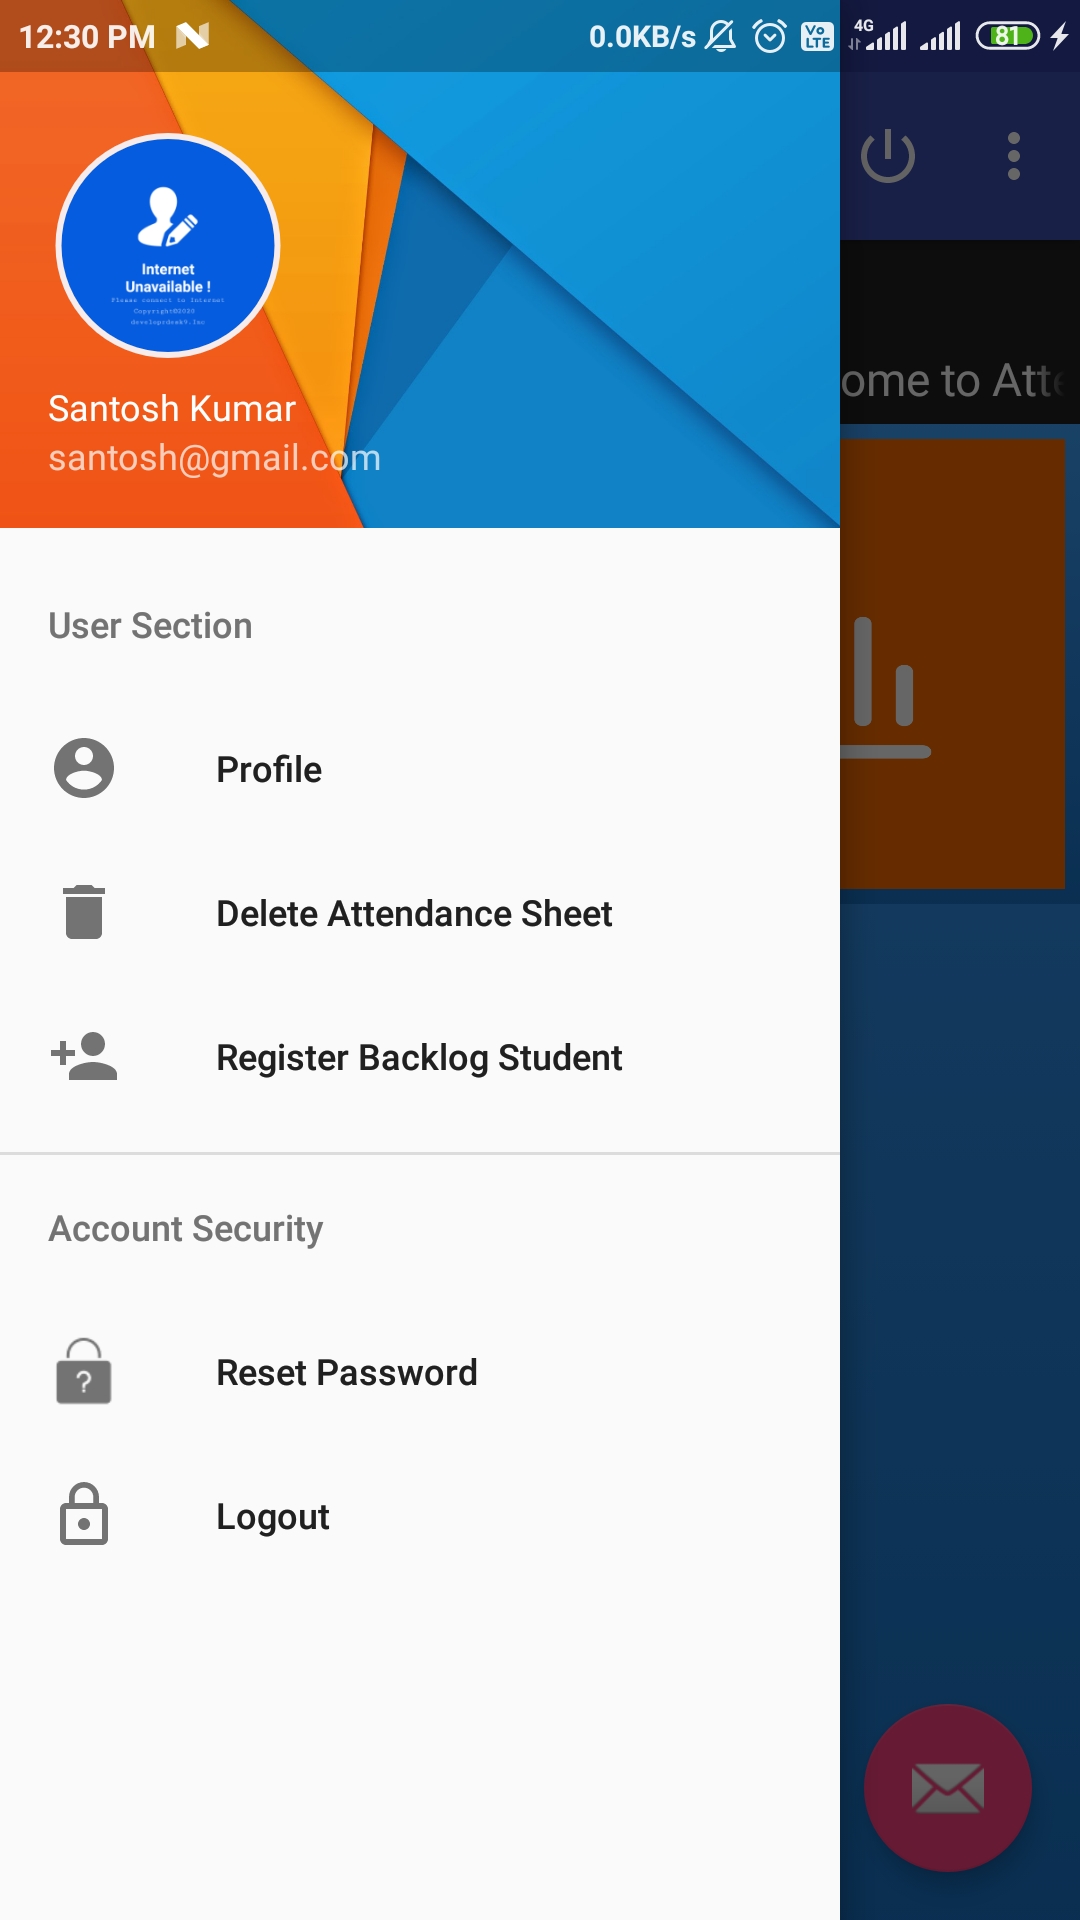 12:30 PM
0.0KB/s
Vo
LTE
4G
81
Internet
Unavailable !
Please connect to Internet
Copyright©2020
developrdesk9.Inc
ome to Atte
Santosh Kumar
santosh@gmail.com
User Section
Profile
Delete Attendance Sheet
Register Backlog Student
Account Security
?
Reset Password
Logout